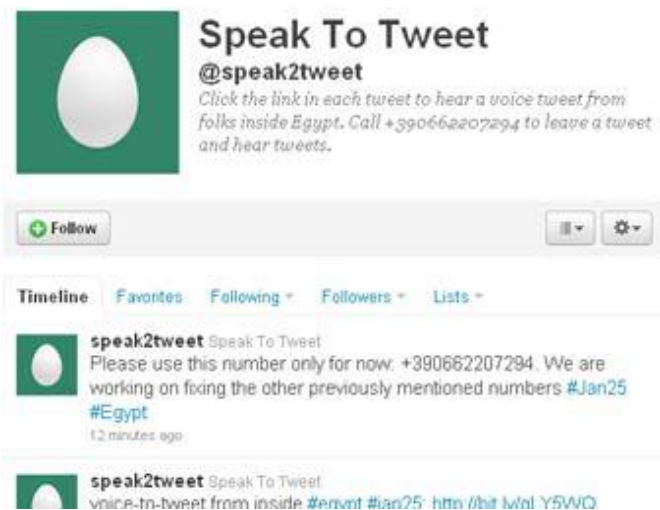 Speak To Tweet
@speak2tweet
Click the link in each tweet to hear a voice tweet from
folks inside Egypt. Call +390662207294 to leave a tweet
and hear tweets.
Follow
Timeline Favorites Following Followers Lists
speak2tweet Speak To Tweet
Please use this number only for now: +390662207294. We are
working on fixing the other previously mentioned numbers #Jan25
#Egypt
12 minutes ago
speak2tweet Speak To Tweet
voice-to-tweet from inside #egypt #jan25: